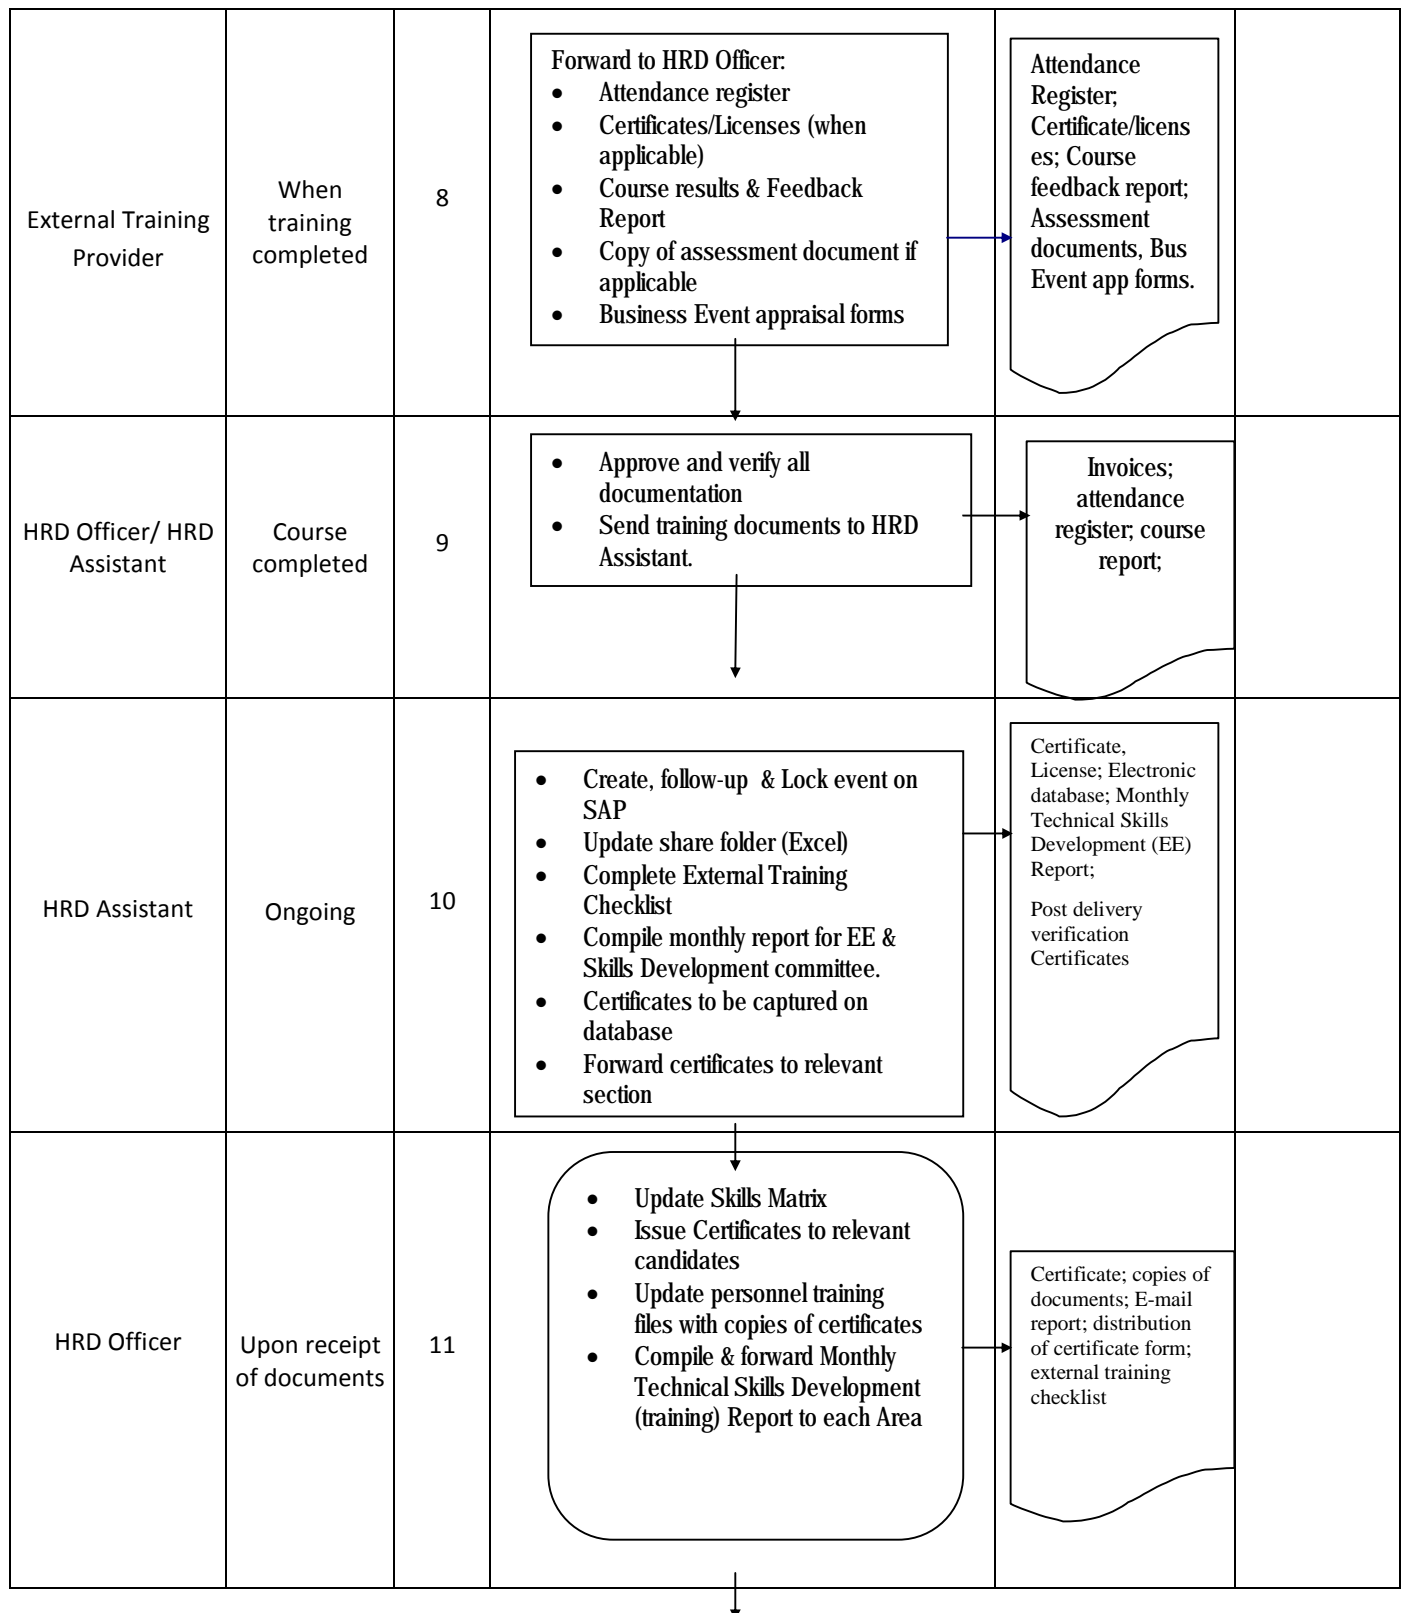 External Training
Provider
When
training
completed
8
Forward to HRD Officer:
• Attendance register
• Certificates/Licenses (when
applicable)
• Course results & Feedback
Report
• Copy of assessment document if
applicable
• Business Event appraisal forms
Attendance
Register;
Certificate/licens
es; Course
feedback report;
Assessment
documents, Bus
Event app forms.
HRD Officer/ HRD
Assistant
Course
completed
9
• Approve and verify all
documentation
• Send training documents to HRD
Assistant.
Invoices;
attendance
register; course
report;
HRD Assistant
Ongoing
10
• Create, follow-up & Lock event on
SAP
• Update share folder (Excel)
• Complete External Training
Checklist
• Compile monthly report for EE &
Skills Development committee.
• Certificates to be captured on
database
• Forward certificates to relevant
section
Certificate,
License; Electronic
database; Monthly
Technical Skills
Development (EE)
Report;
Post delivery
verification
Certificates
HRD Officer
Upon receipt
of documents
11
• Update Skills Matrix
• Issue Certificates to relevant
candidates
• Update personnel training
files with copies of certificates
• Compile & forward Monthly
Technical Skills Development
(training) Report to each Area
Certificate; copies of
documents; E-mail
report; distribution
of certificate form;
external training
checklist